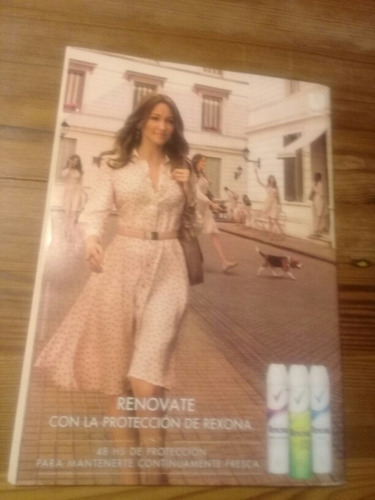 RENOVATE
CON LA PROTECCIÓN DE REXONA.
48 HS DE PROTECCIÓN
PARA MANTENERTE CONTINUAMENTE FRESCA